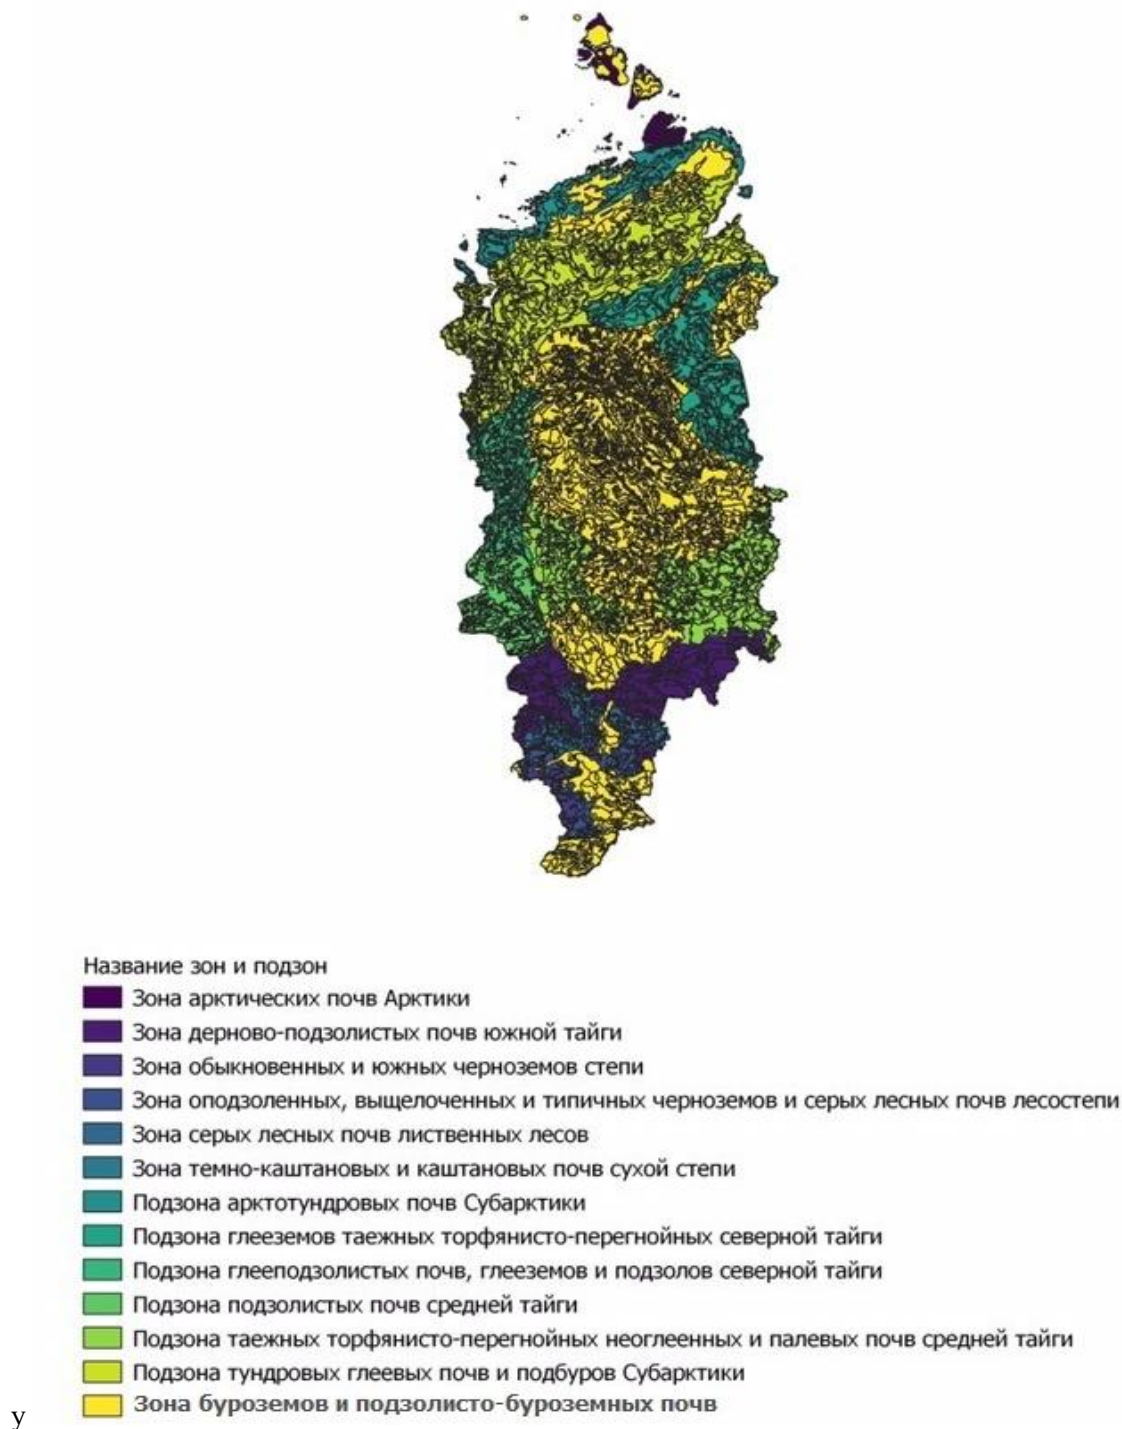 Название зон и подзон
Зона арктических почв Арктики
Зона дерново-подзолистых почв южной тайги
Зона обыкновенных и южных черноземов степи
Зона оподзоленных, выщелоченных и типичных черноземов и серых лесных почв лесостепи
Зона серых лесных почв лиственных лесов
Зона темно-каштановых и каштановых почв сухой степи
Подзона арктотундровых почв Субарктики
Подзона глееземов таежных торфянисто-перегнойных северной тайги
Подзона глееподзолистых почв, глееземов и подзолов северной тайги
Подзона подзолистых почв средней тайги
Подзона таежных торфянисто-перегнойных неоглеенных и палевых почв средней тайги
Подзона тундровых глеевых почв и подбуров Субарктики
Зона буроземов и подзолисто-буроземных почв
у